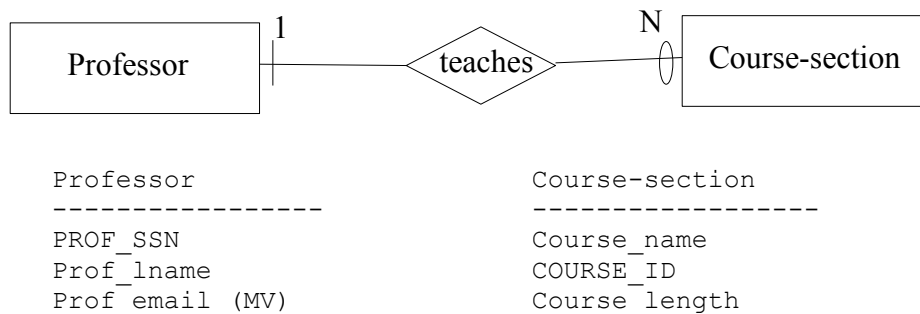 1
N
Professor
teaches
Course-section
Professor
------------------
PROF_SSN
Prof_lname
Prof_email (MV)
Course-section
-------------------
Course_name
COURSE_ID
Course_length